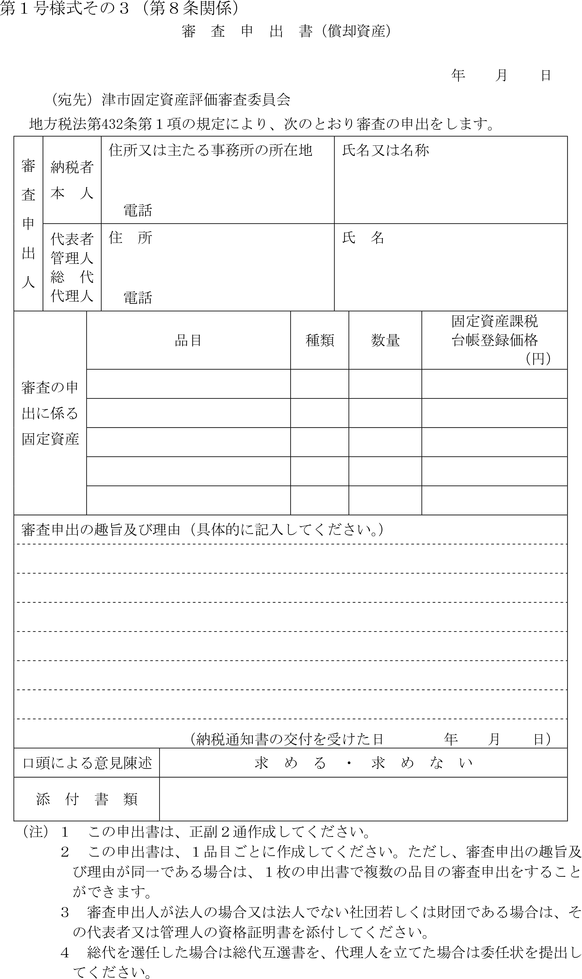 第１号様式その３（第８条関係）
審　査　申　出　書（償却資産）
年　　月　　日
（宛先）津市固定資産評価審査委員会
地方税法第432条第１項の規定により、次のとおり審査の申出をします。
審査申出人
納税者
本　人
住所又は主たる事務所の所在地
電話
氏名又は名称
代表者
管理人
総　代
代理人
住　所
電話
氏　名
審査の申
出に係る
固定資産
品目
種類
数量
固定資産課税
台帳登録価格
（円）
審査申出の趣旨及び理由（具体的に記入してください。）
（納税通知書の交付を受けた日　　　　年　　月　　日）
口頭による意見陳述
求　め　る　・　求　め　な　い
添　付　書　類
（注）１　この申出書は、正副２通作成してください。
２　この申出書は、１品目ごとに作成してください。ただし、審査申出の趣旨及
び理由が同一である場合は、１枚の申出書で複数の品目の審査申出をすること
ができます。
３　審査申出人が法人の場合又は法人でない社団若しくは財団である場合は、そ
の代表者又は管理人の資格証明書を添付してください。
４　総代を選任した場合は総代互選書を、代理人を立てた場合は委任状を提出し
てください。